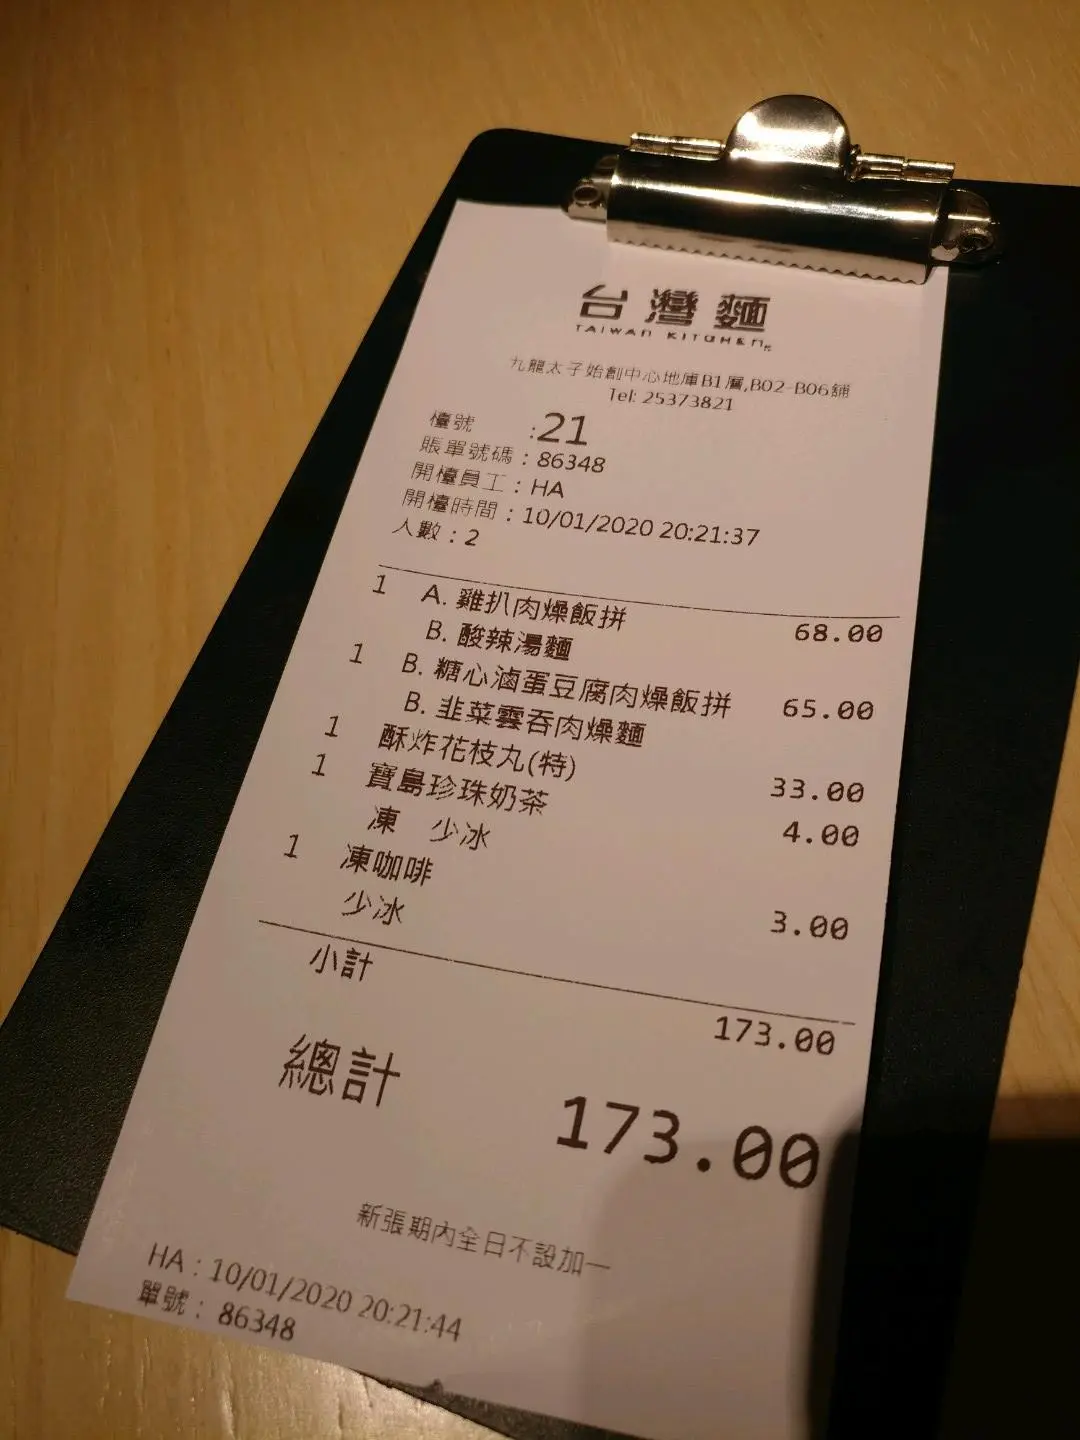 台灣麵
TAIWAN KITCHEN
九龍太子始創中心地庫B1層,B02-B06舖
Tel: 25373821
檯號 :21
賬單號碼：86348
開檯員工：HA
開檯時間：10/01/2020 20:21:37
人數：2
1 A. 雞扒肉燥飯拼 68.00
B. 酸辣湯麵
1 B. 糖心滷蛋豆腐肉燥飯拼 65.00
B. 韭菜雲吞肉燥麵
1 酥炸花枝丸(特) 33.00
1 寶島珍珠奶茶 4.00
凍 少冰
1 凍咖啡
少冰 3.00
小計 173.00
總計 173.00
新張期內全日不設加一
HA：10/01/2020 20:21:44
單號：86348